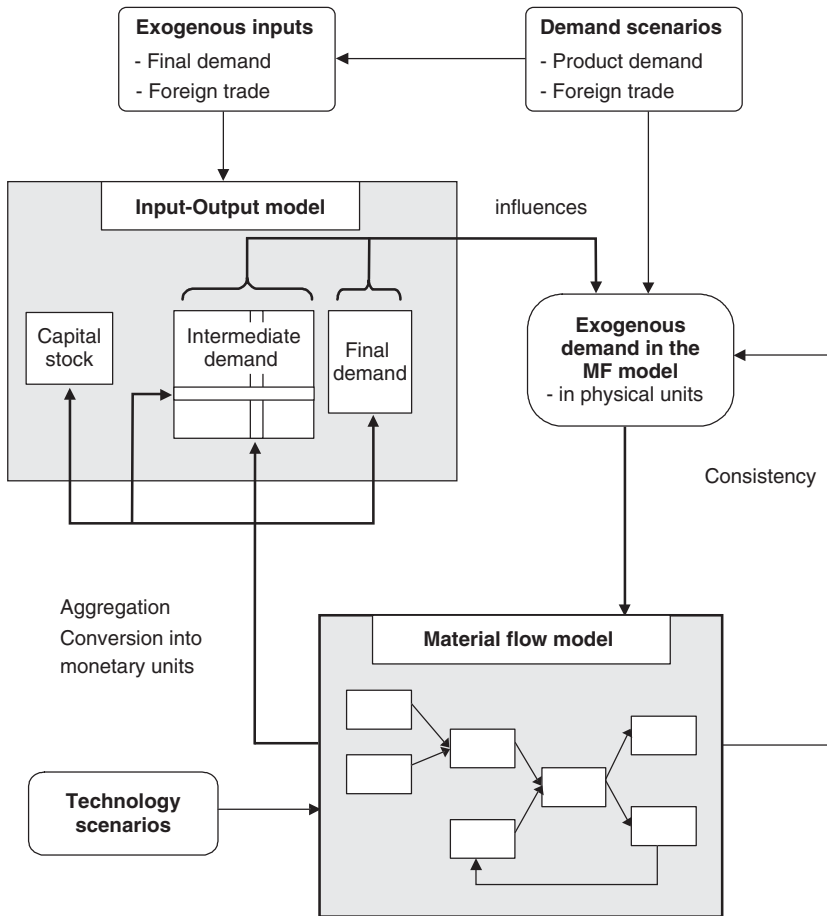 Exogenous inputs
- Final demand
- Foreign trade
Demand scenarios
- Product demand
- Foreign trade
Input-Output model
influences
Capital
stock
Intermediate
demand
Final
demand
Exogenous
demand in the
MF model
- in physical units
Consistency
Aggregation
Conversion into
monetary units
Material flow model
Technology
scenarios